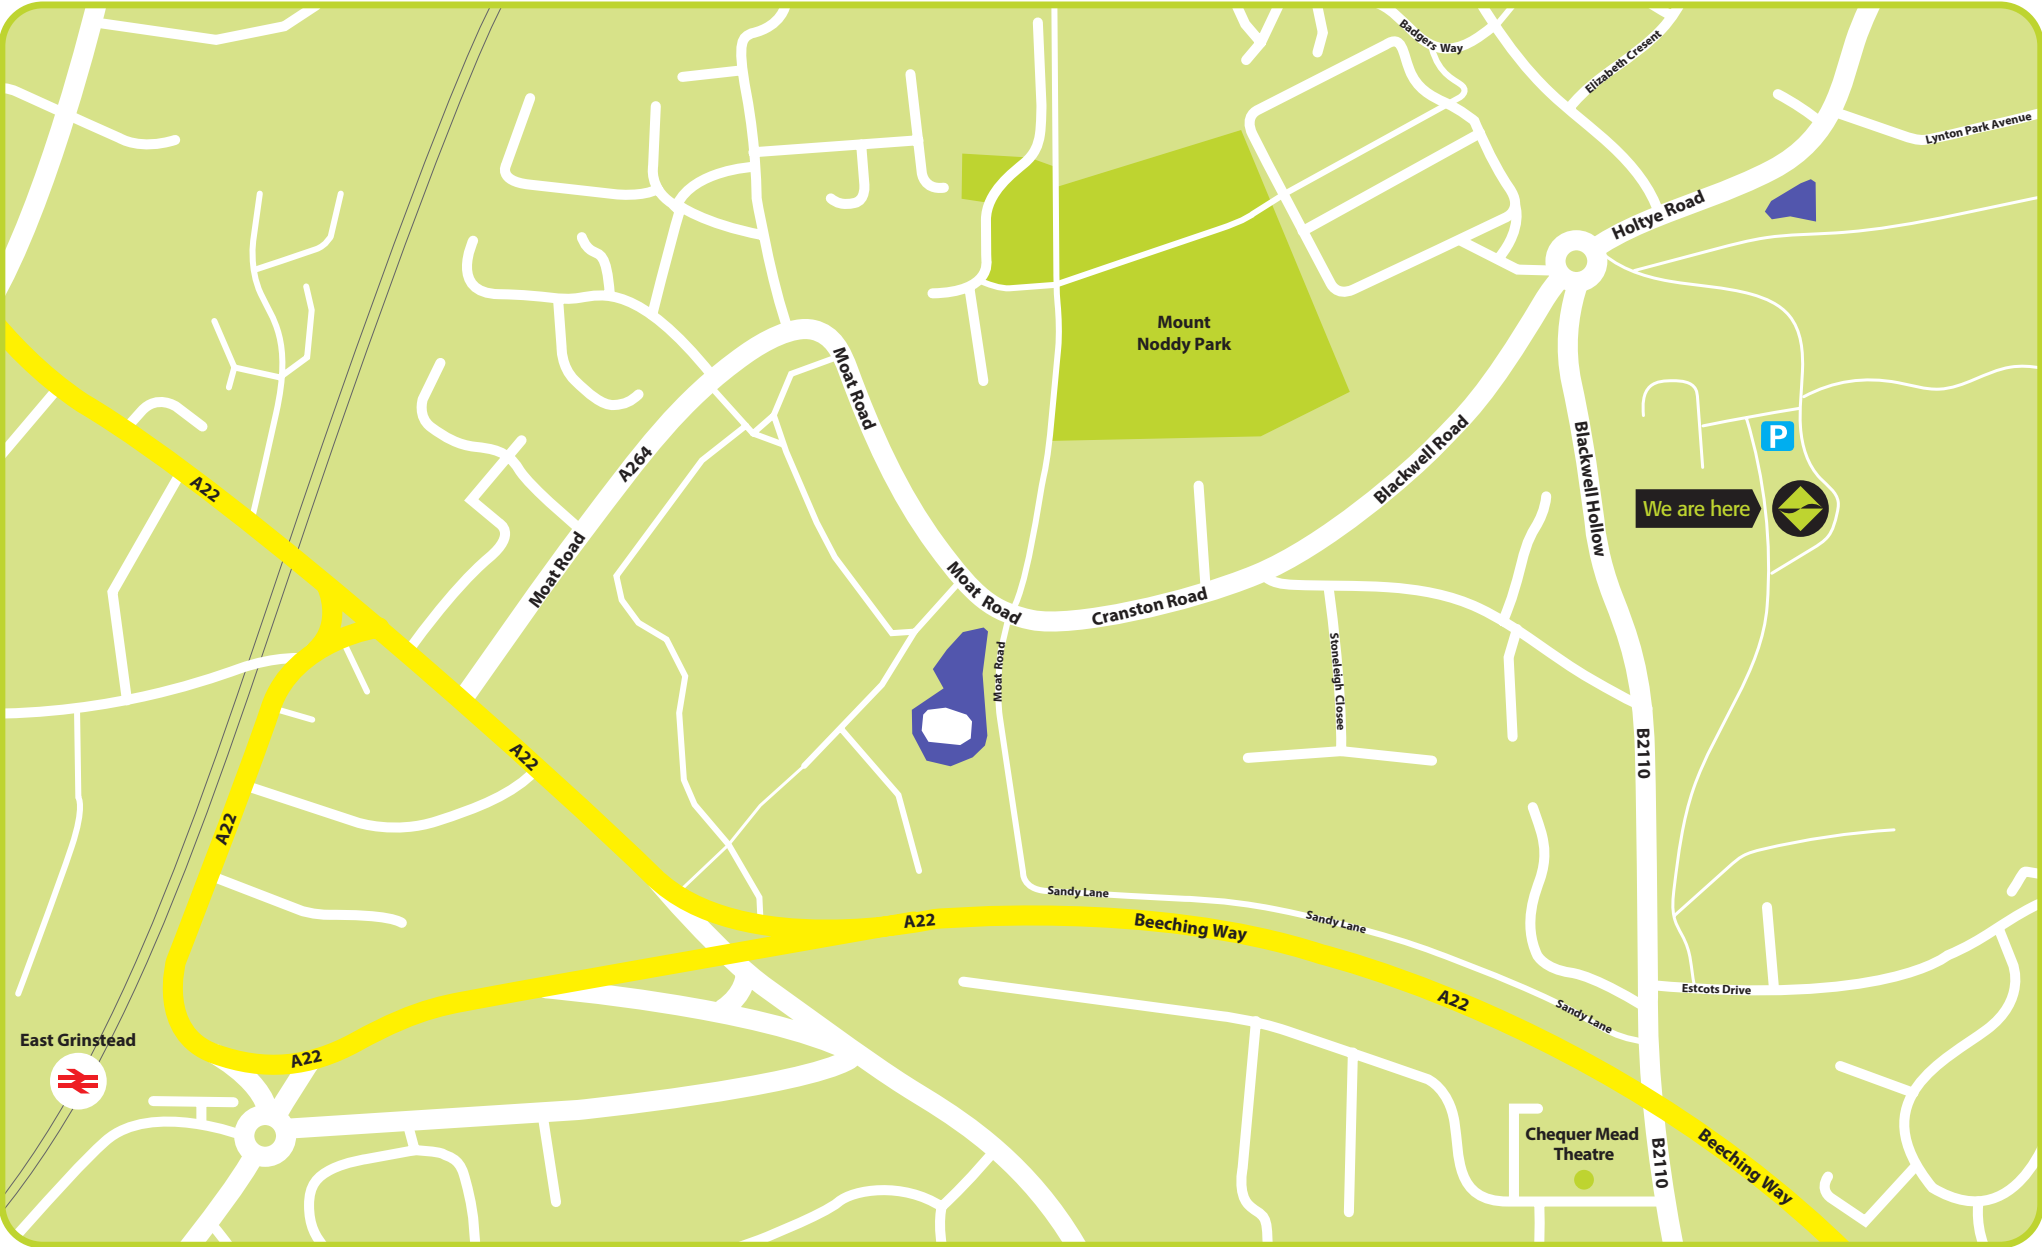 Badgers Way
Elizabeth Cresent
Lynton Park Avenue
Holtye Road
Mount
Noddy Park
Moat Road
A264
Blackwell Road
Blackwell Hollow
P
We are here
A22
Moat Road
Moat Road
Cranston Road
Moat Road
Stoneleigh Closee
B2110
A22
A22
Sandy Lane
A22
Beeching Way
Sandy Lane
A22
Sandy Lane
Estcots Drive
East Grinstead
A22
Chequer Mead
Theatre
B2110
Beeching Way